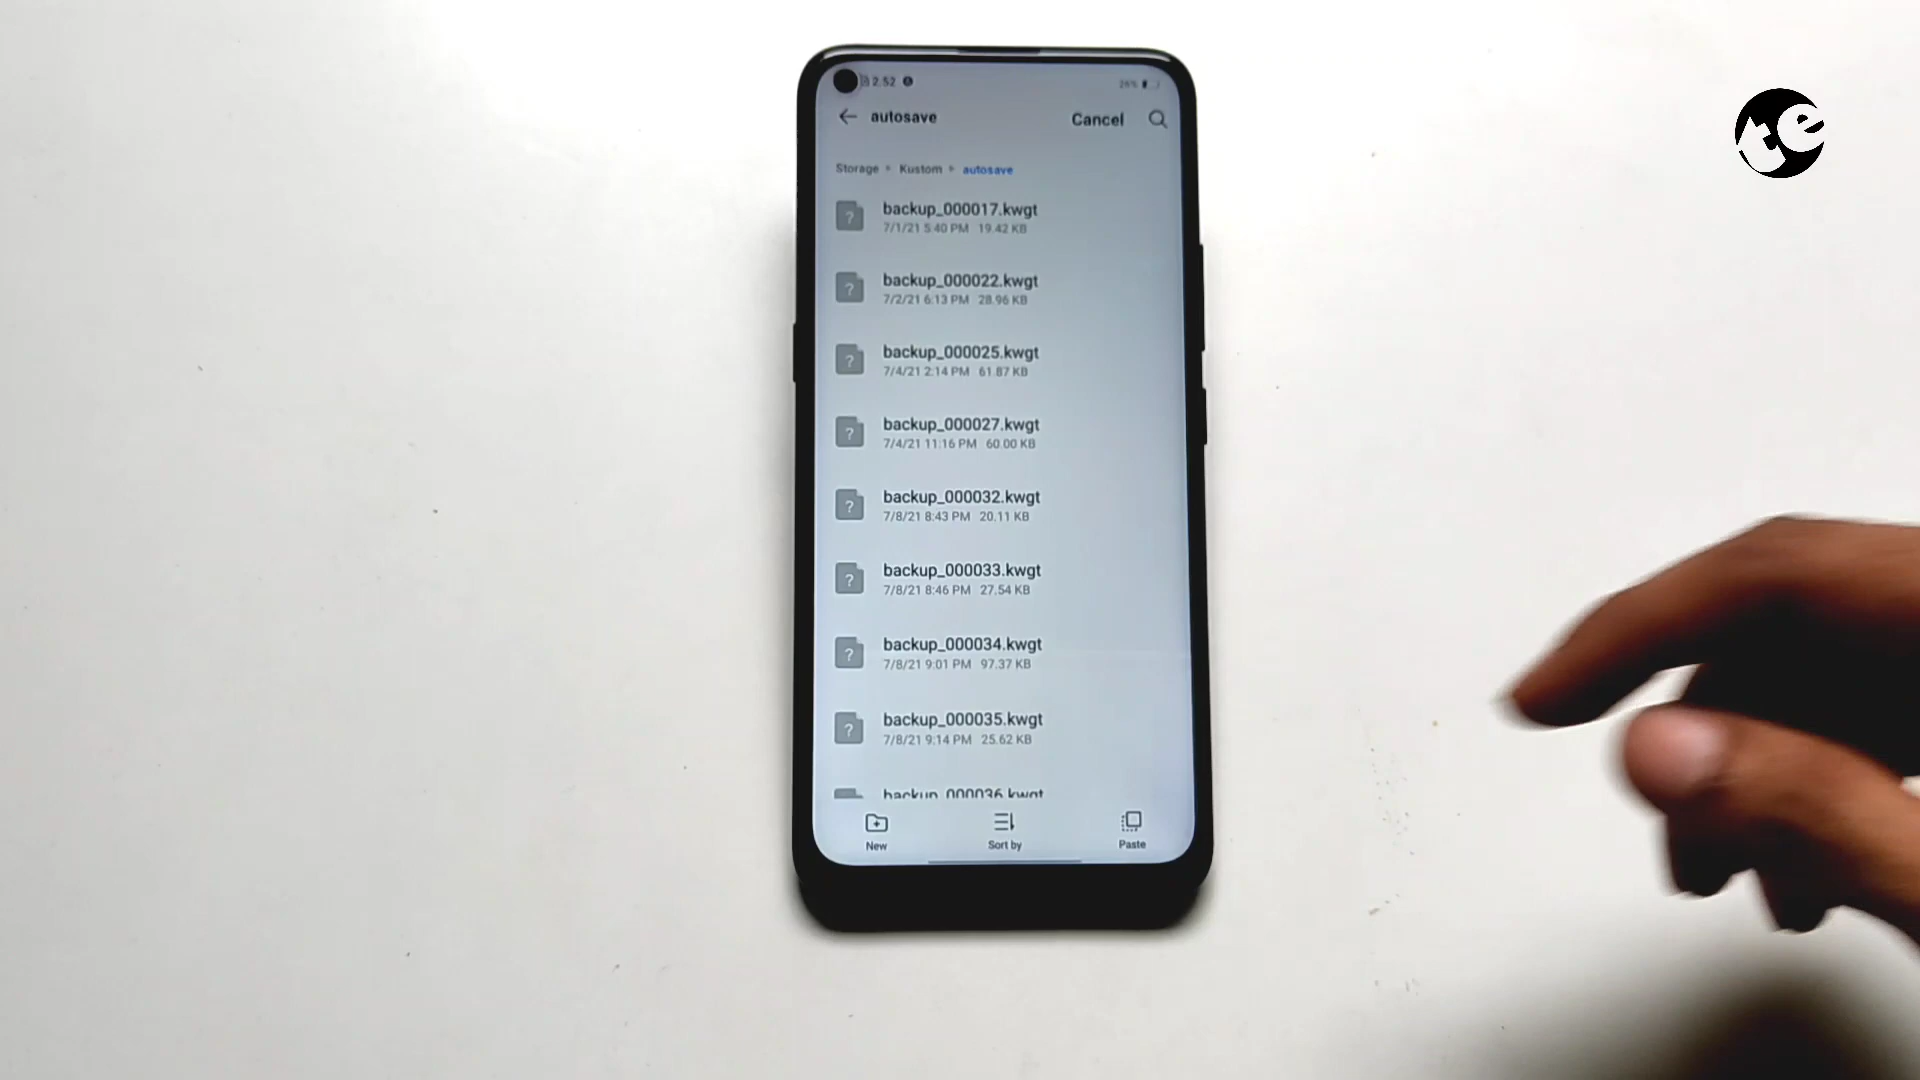 te
2.52
26%
autosave
Cancel
Storage
Kustom
autosave
backup_000017.kwgt
7/1/21 5:40 PM 19.42 KB
backup_000022.kwgt
7/2/21 6:13 PM 28.96 KB
backup_000025.kwgt
7/4/21 2:14 PM 61.87 KB
backup_000027.kwgt
7/4/21 11:16 PM 60.00 KB
backup_000032.kwgt
7/8/21 8:43 PM 20.11 KB
backup_000033.kwgt
7/8/21 8:46 PM 27.54 KB
backup_000034.kwgt
7/8/21 9:01 PM 97.37 KB
backup_000035.kwgt
7/8/21 9:14 PM 25.62 KB
backup_000036.kwgt
New
Sort by
Paste